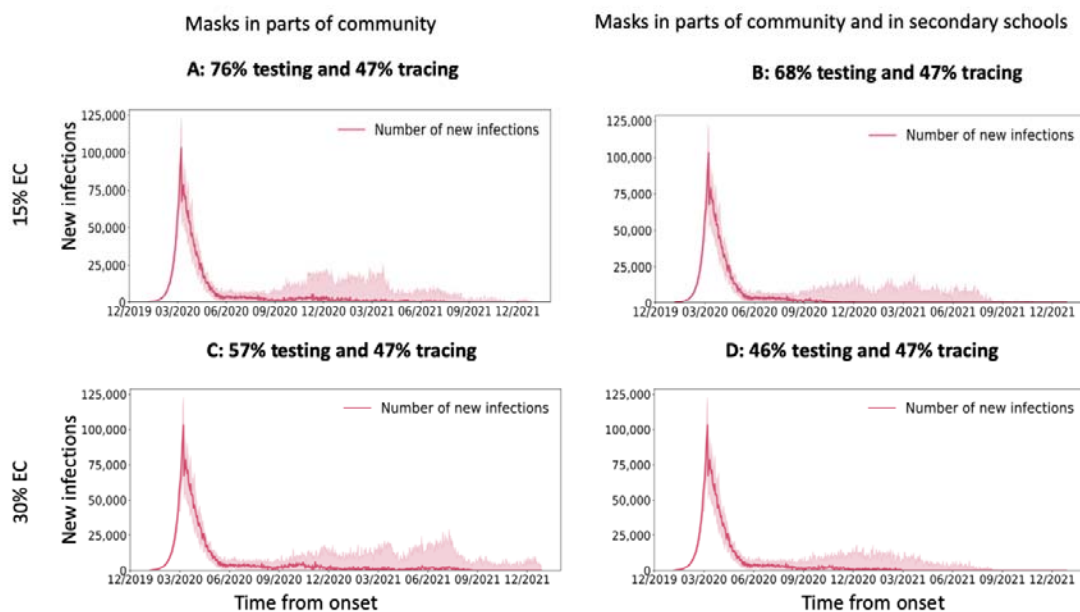 Masks in parts of community
Masks in parts of community and in secondary schools
A: 76% testing and 47% tracing
B: 68% testing and 47% tracing
15% EC
New infections
125,000
100,000
75,000
50,000
25,000
0
Number of new infections
12/2019 03/2020 06/2020 09/2020 12/2020 03/2021 06/2021 09/2021 12/2021
125,000
100,000
75,000
50,000
25,000
0
Number of new infections
12/2019 03/2020 06/2020 09/2020 12/2020 03/2021 06/2021 09/2021 12/2021
C: 57% testing and 47% tracing
D: 46% testing and 47% tracing
30% EC
New infections
125,000
100,000
75,000
50,000
25,000
0
Number of new infections
12/2019 03/2020 06/2020 09/2020 12/2020 03/2021 06/2021 09/2021 12/2021
Time from onset
125,000
100,000
75,000
50,000
25,000
0
Number of new infections
12/2019 03/2020 06/2020 09/2020 12/2020 03/2021 06/2021 09/2021 12/2021
Time from onset